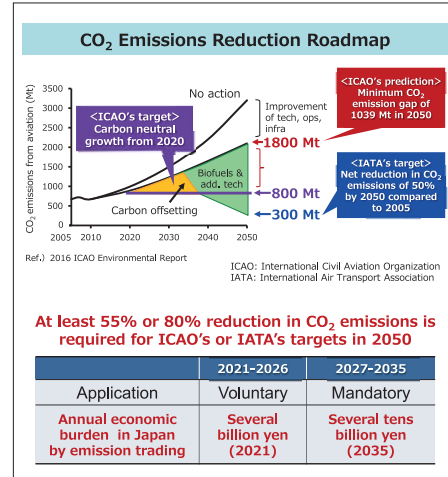 CO₂ Emissions Reduction Roadmap
CO₂ emissions from aviation (Mt)
3500
3000
2500
2000
1500
1000
500
0
2005
2010
2020
2030
2040
2050
No action
<ICAO's target>
Carbon neutral
growth from 2020
Improvement
of tech, ops,
infra
Biofuels &
add. tech
Carbon offsetting
1800 Mt
800 Mt
300 Mt
<ICAO's prediction>
Minimum CO₂
emission gap of
1039 Mt in 2050
<IATA's target>
Net reduction in CO₂
emissions of 50%
by 2050 compared
to 2005
Ref.) 2016 ICAO Environmental Report
ICAO: International Civil Aviation Organization
IATA: International Air Transport Association
At least 55% or 80% reduction in CO₂ emissions is
required for ICAO's or IATA's targets in 2050
2021-2026
2027-2035
Application
Voluntary
Mandatory
Annual economic
burden in Japan
by emission trading
Several
billion yen
(2021)
Several tens
billion yen
(2035)